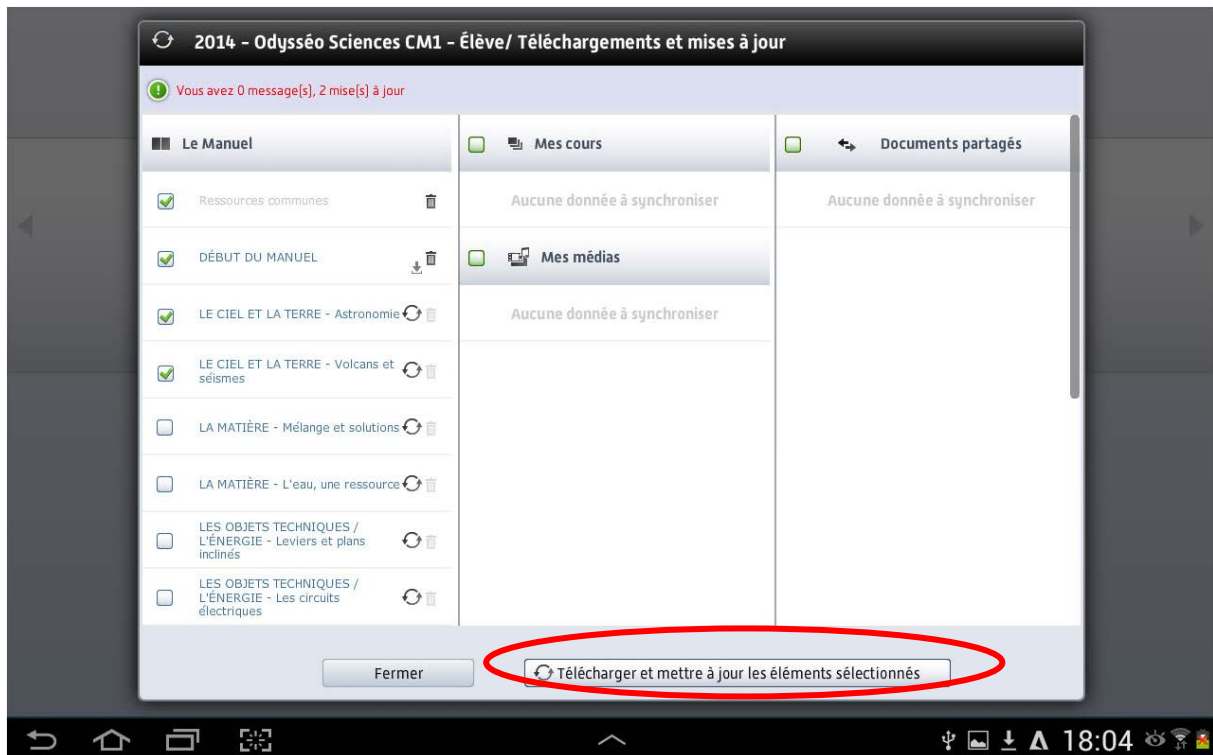 2014 - Odysséo Sciences CM1 - Élève/ Téléchargements et mises à jour
Vous avez 0 message(s), 2 mise(s) à jour
Le Manuel
Ressources communes
DÉBUT DU MANUEL
LE CIEL ET LA TERRE - Astronomie
LE CIEL ET LA TERRE - Volcans et
séismes
LA MATIÈRE - Mélange et solutions
LA MATIÈRE - L'eau, une ressource
LES OBJETS TECHNIQUES /
L'ÉNERGIE - Leviers et plans
inclinés
LES OBJETS TECHNIQUES /
L'ÉNERGIE - Les circuits
électriques
Mes cours
Aucune donnée à synchroniser
Mes médias
Aucune donnée à synchroniser
Documents partagés
Aucune donnée à synchroniser
Fermer
Télécharger et mettre à jour les éléments sélectionnés
18:04